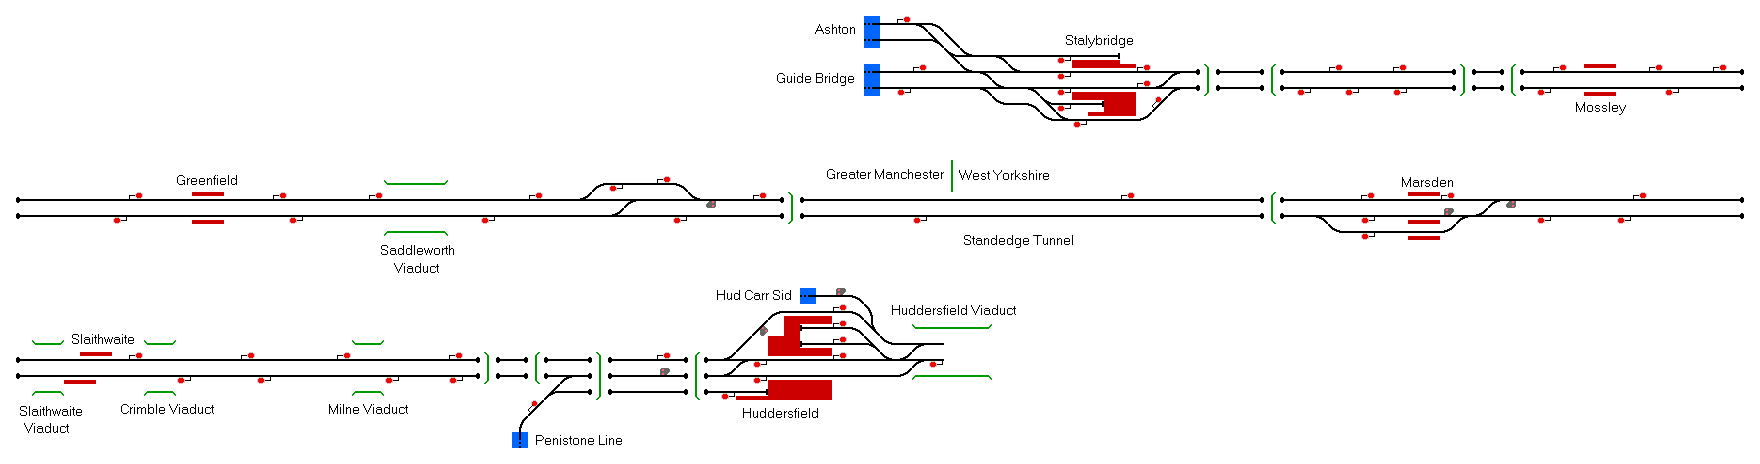 Ashton
Stalybridge
Guide Bridge
Mossley
Greenfield
Greater Manchester
West Yorkshire
Marsden
Saddleworth
Viaduct
Standedge Tunnel
Hud Carr Sid
Huddersfield Viaduct
Slaithwaite
Slaithwaite
Viaduct
Crimble Viaduct
Milne Viaduct
Huddersfield
Penistone Line